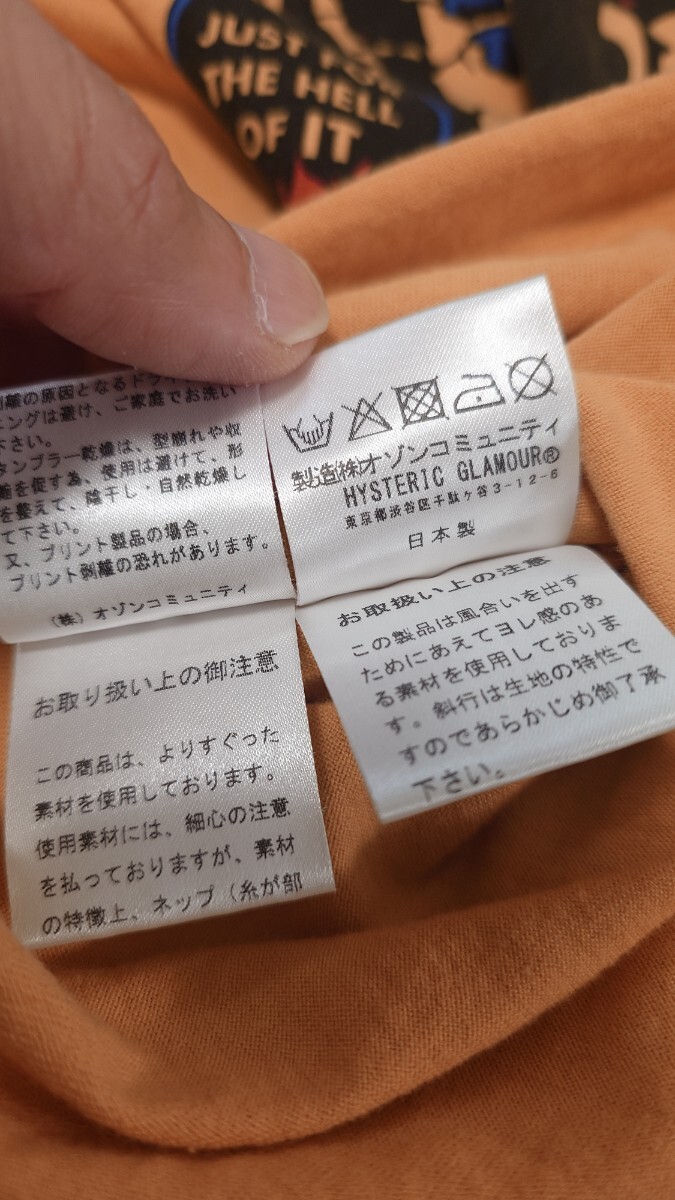 JUST FOR
THE HELL
OF IT
の原因となるドライ
ングは避け、ご家庭でお洗い
下さい。
タンブラー乾燥は、型崩れや収
を促す為、使用は避けて、形
を整えて、陰干し・自然乾燥し
て下さい。
又、プリント製品の場合、
プリント剥離の恐れがあります。
(株) オゾンコミュニティ
製造㈱オゾンコミュニティ
HYSTERIC GLAMOUR®
東京都渋谷区千駄ヶ谷3-12-6
日本製
お取り扱い上の御注意
この商品は、よりすぐった
素材を使用しております。
使用素材には、細心の注意
を払っておりますが、素材
の特徴上、ネップ（糸が部
お取扱い上の注意
この製品は風合いを出す
ためにあえてヨレ感のあ
る素材を使用しておりま
す。斜行は生地の特性で
すのであらかじめ御了承
下さい。